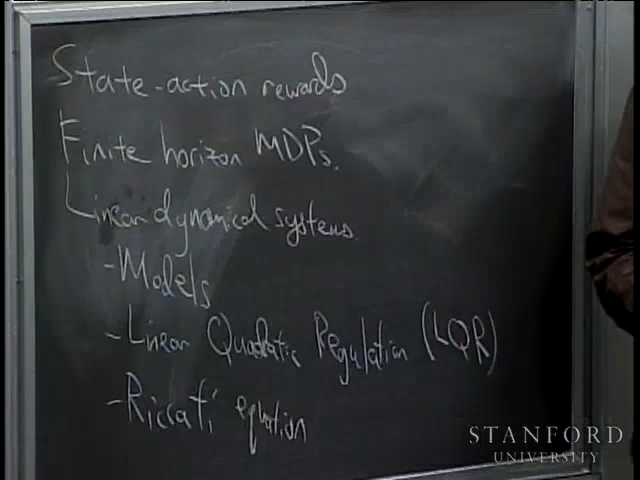 State-action rewards
Finite horizon MDPs.
Linear dynamical systems
- Models
- Linear Quadratic Regulation (LQR)
- Riccati equation
STANFORD
UNIVERSITY